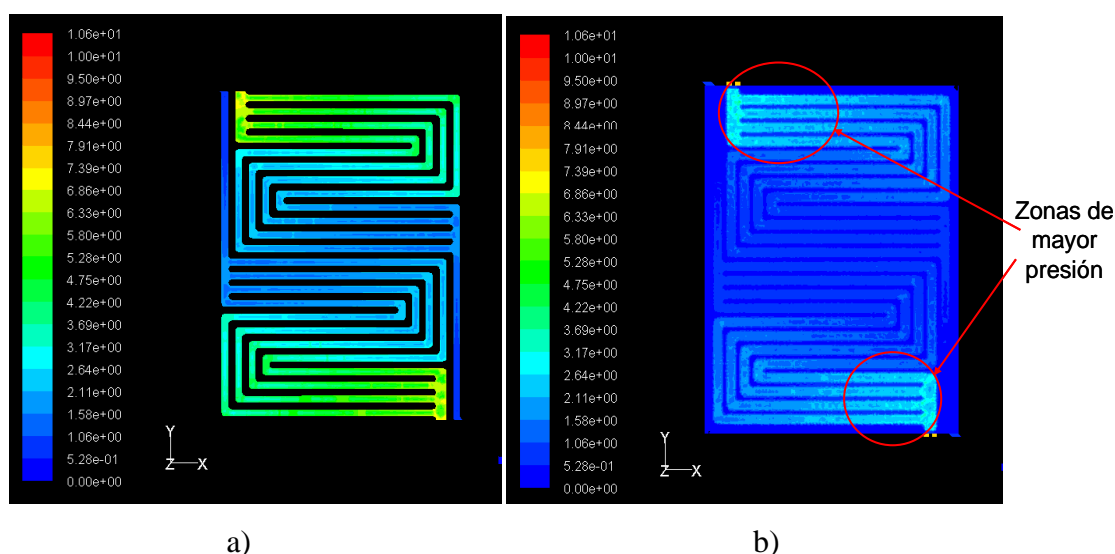 1.06e+01
1.00e+01
9.50e+00
8.97e+00
8.44e+00
7.91e+00
7.39e+00
6.86e+00
6.33e+00
5.80e+00
5.28e+00
4.75e+00
4.22e+00
3.69e+00
3.17e+00
2.64e+00
2.11e+00
1.58e+00
1.06e+00
5.28e-01
0.00e+00
Y
Z X
a)
1.06e+01
1.00e+01
9.50e+00
8.97e+00
8.44e+00
7.91e+00
7.39e+00
6.86e+00
6.33e+00
5.80e+00
5.28e+00
4.75e+00
4.22e+00
3.69e+00
3.17e+00
2.64e+00
2.11e+00
1.58e+00
1.06e+00
5.28e-01
0.00e+00
Y
Z X
b)
Zonas de
mayor
presión